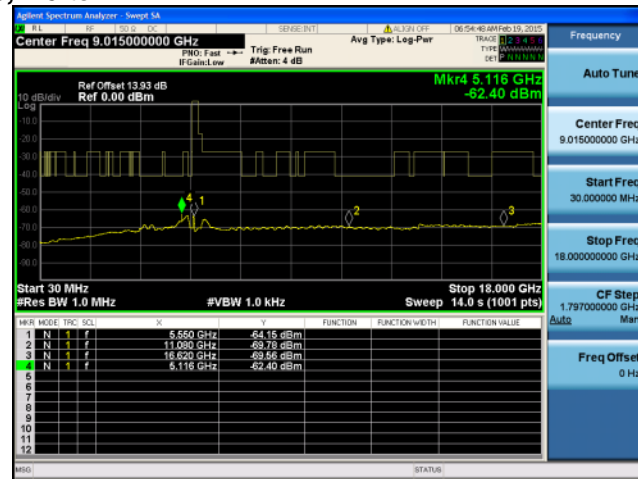 Agilent Spectrum Analyzer - Swept SA
RL RF 50 Ω DC SENSE:INT ALIGN OFF 06:54:48 AM Feb 19, 2015
Center Freq 9.015000000 GHz
PNO: Fast
IFGain:Low
Trig: Free Run
#Atten: 4 dB
Avg Type: Log-Pwr
TRACE 1 2 3 4 5 6
TYPE
DET P N N N N N
Ref Offset 13.93 dB
10 dB/div Ref 0.00 dBm
Log
Mkr4 5.116 GHz
-62.40 dBm
-10.0
-20.0
-30.0
-40.0
-50.0
-60.0
-70.0
-80.0
-90.0
4 1 2 3
Start 30 MHz Stop 18.000 GHz
#Res BW 1.0 MHz #VBW 1.0 kHz Sweep 14.0 s (1001 pts)
MKR MODE TRC SCL X Y FUNCTION FUNCTION WIDTH FUNCTION VALUE
1 N 1 f 5.550 GHz -64.15 dBm
2 N 1 f 11.080 GHz -69.78 dBm
3 N 1 f 16.620 GHz -69.56 dBm
4 N 1 f 5.116 GHz -62.40 dBm
5
6
7
8
9
10
11
12
MSG STATUS
Frequency
Auto Tune
Center Freq
9.015000000 GHz
Start Freq
30.000000 MHz
Stop Freq
18.000000000 GHz
CF Step
1.797000000 GHz
Auto Man
Freq Offset
0 Hz